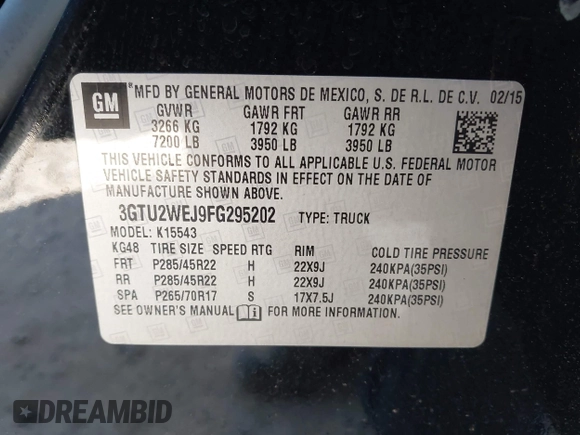 GM ® MFD BY GENERAL MOTORS DE MEXICO, S. DE R.L. DE C.V. 02/15
GVWR GAWR FRT GAWR RR
3266 KG 1792 KG 1792 KG
7200 LB 3950 LB 3950 LB
THIS VEHICLE CONFORMS TO ALL APPLICABLE U.S. FEDERAL MOTOR
VEHICLE SAFETY STANDARDS IN EFFECT ON THE DATE OF
MANUFACTURE SHOWN ABOVE.
3GTU2WEJ9FG295202 TYPE: TRUCK
MODEL: K15543
KG48 TIRE SIZE SPEED RTG RIM COLD TIRE PRESSURE
FRT P285/45R22 H 22X9J 240KPA(35PSI)
RR P285/45R22 H 22X9J 240KPA(35PSI)
SPA P265/70R17 S 17X7.5J 240KPA(35PSI)
SEE OWNER'S MANUAL FOR MORE INFORMATION.
DREAMBID